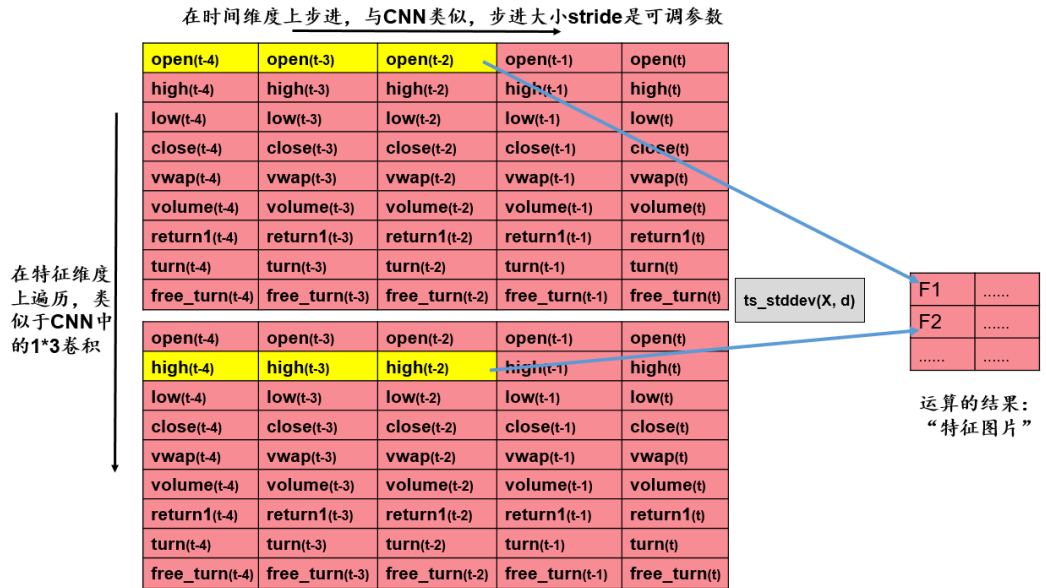 在时间维度上步进，与CNN类似，步进大小stride是可调参数
open(t-4) open(t-3) open(t-2) open(t-1) open(t)
high(t-4) high(t-3) high(t-2) high(t-1) high(t)
low(t-4) low(t-3) low(t-2) low(t-1) low(t)
close(t-4) close(t-3) close(t-2) close(t-1) close(t)
vwap(t-4) vwap(t-3) vwap(t-2) vwap(t-1) vwap(t)
volume(t-4) volume(t-3) volume(t-2) volume(t-1) volume(t)
return1(t-4) return1(t-3) return1(t-2) return1(t-1) return1(t)
turn(t-4) turn(t-3) turn(t-2) turn(t-1) turn(t)
free_turn(t-4) free_turn(t-3) free_turn(t-2) free_turn(t-1) free_turn(t)
在特征维度
上遍历，类
似于CNN中
的1*3卷积
open(t-4) open(t-3) open(t-2) open(t-1) open(t)
high(t-4) high(t-3) high(t-2) high(t-1) high(t)
low(t-4) low(t-3) low(t-2) low(t-1) low(t)
close(t-4) close(t-3) close(t-2) close(t-1) close(t)
vwap(t-4) vwap(t-3) vwap(t-2) vwap(t-1) vwap(t)
volume(t-4) volume(t-3) volume(t-2) volume(t-1) volume(t)
return1(t-4) return1(t-3) return1(t-2) return1(t-1) return1(t)
turn(t-4) turn(t-3) turn(t-2) turn(t-1) turn(t)
free_turn(t-4) free_turn(t-3) free_turn(t-2) free_turn(t-1) free_turn(t)
ts_stddev(X, d)
F1 ......
F2 ......
...... ......
运算的结果：
“特征图片”